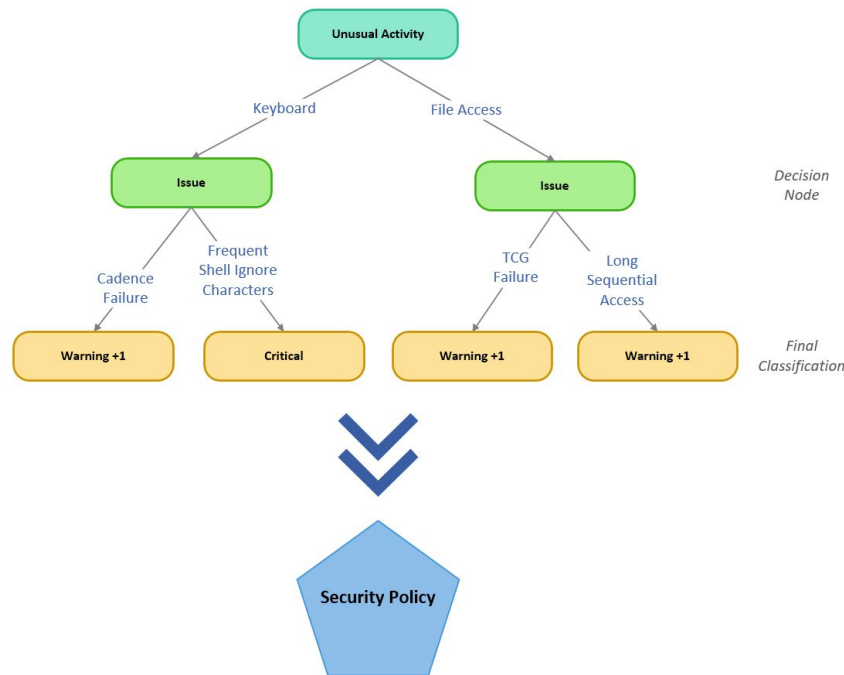 Unusual Activity
Keyboard
File Access
Issue
Issue
Decision
Node
Cadence
Failure
Frequent
Shell Ignore
Characters
TCG
Failure
Long
Sequential
Access
Warning +1
Critical
Warning +1
Warning +1
Final
Classification
Security Policy